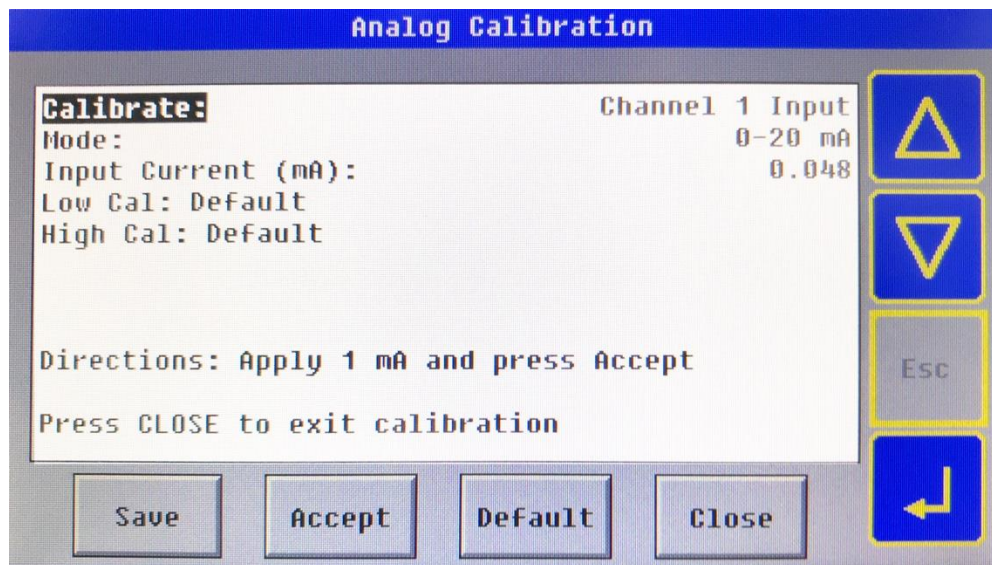 Analog Calibration
Calibrate: Channel 1 Input
Mode: 0-20 mA
Input Current (mA): 0.048
Low Cal: Default
High Cal: Default
Directions: Apply 1 mA and press Accept
Press CLOSE to exit calibration
Esc
Save Accept Default Close